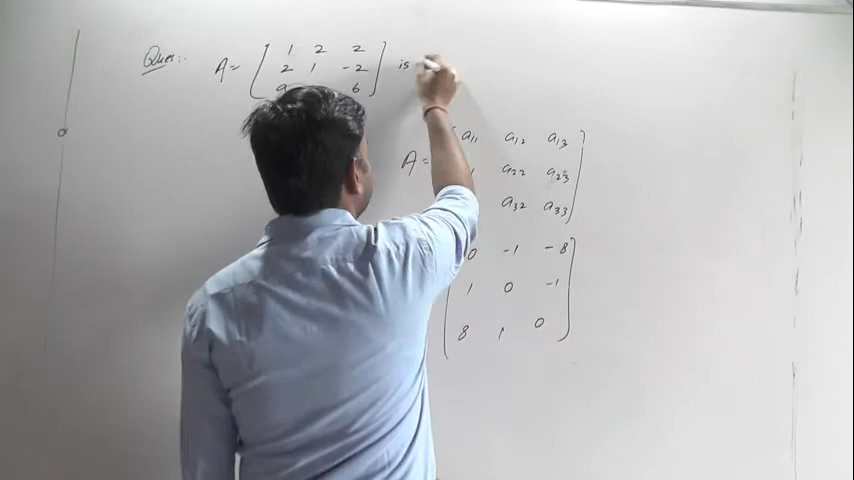 Ques:-
A = [ 1 2 2
2 1 -2
a 6 ] is
A = a11 a12 a13
a22 a23
a32 a33
0 -1 -8
1 0 -1
8 1 0